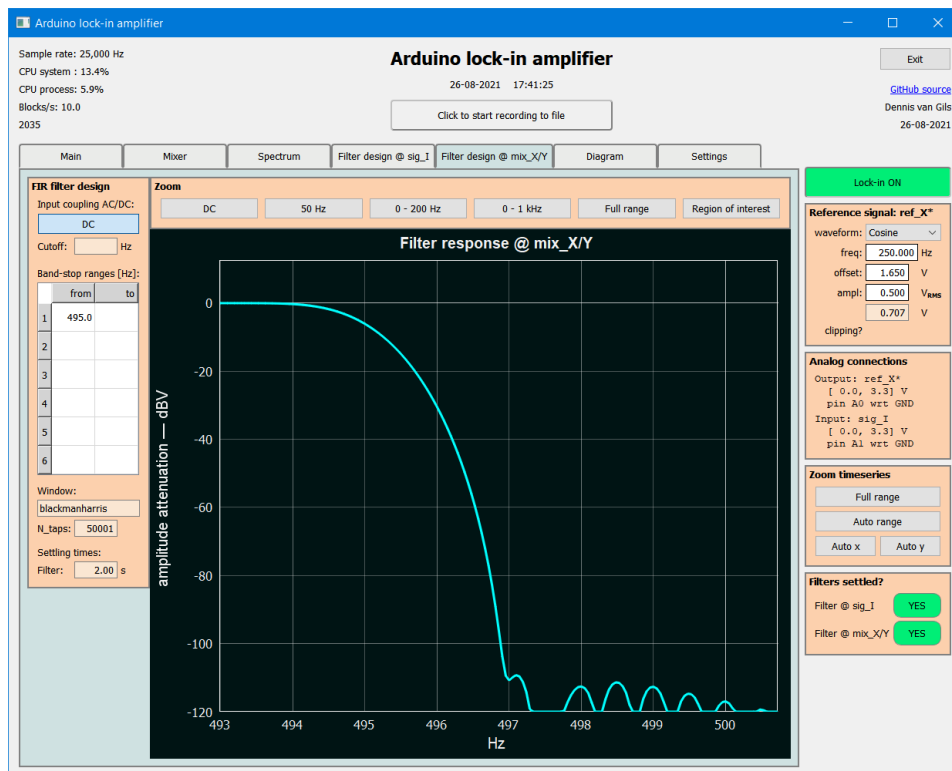 Arduino lock-in amplifier
Sample rate: 25,000 Hz
CPU system : 13.4%
CPU process: 5.9%
Blocks/s: 10.0
2035
Arduino lock-in amplifier
26-08-2021 17:41:25
Click to start recording to file
Exit
GitHub source
Dennis van Gils
26-08-2021
Main Mixer Spectrum Filter design @ sig_I Filter design @ mix_X/Y Diagram Settings
FIR filter design
Input coupling AC/DC:
DC
Cutoff: Hz
Band-stop ranges [Hz]:
from to
1 495.0
2
3
4
5
6
Window:
blackmanharris
N_taps: 50001
Settling times:
Filter: 2.00 s
Zoom
DC 50 Hz 0 - 200 Hz 0 - 1 kHz Full range Region of interest
Filter response @ mix_X/Y
amplitude attenuation — dBV
0
-20
-40
-60
-80
-100
-120
493 494 495 496 497 498 499 500
Hz
Lock-in ON
Reference signal: ref_X*
waveform: Cosine
freq: 250.000 Hz
offset: 1.650 V
ampl: 0.500 VRMS
0.707 V
clipping?
Analog connections
Output: ref_X*
[ 0.0, 3.3] V
pin A0 wrt GND
Input: sig_I
[ 0.0, 3.3] V
pin A1 wrt GND
Zoom timeseries
Full range
Auto range
Auto x Auto y
Filters settled?
Filter @ sig_I YES
Filter @ mix_X/Y YES